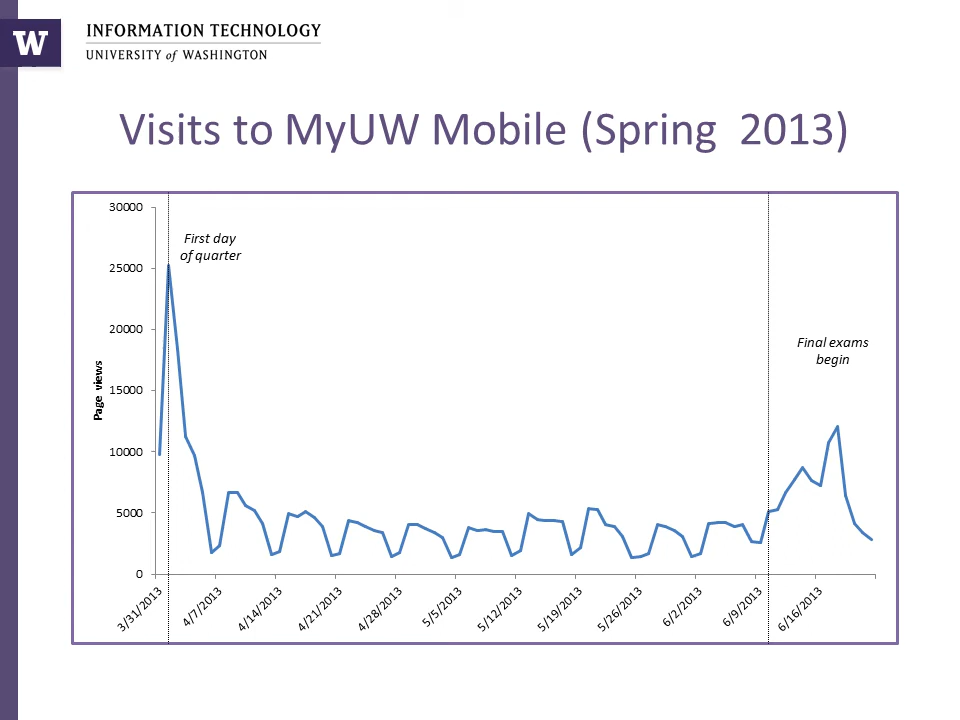 W
INFORMATION TECHNOLOGY
UNIVERSITY of WASHINGTON
Visits to MyUW Mobile (Spring 2013)
30000
25000
20000
15000
10000
5000
0
Page views
First day
of quarter
Final exams
begin
3/31/2013
4/7/2013
4/14/2013
4/21/2013
4/28/2013
5/5/2013
5/12/2013
5/19/2013
5/26/2013
6/2/2013
6/9/2013
6/16/2013